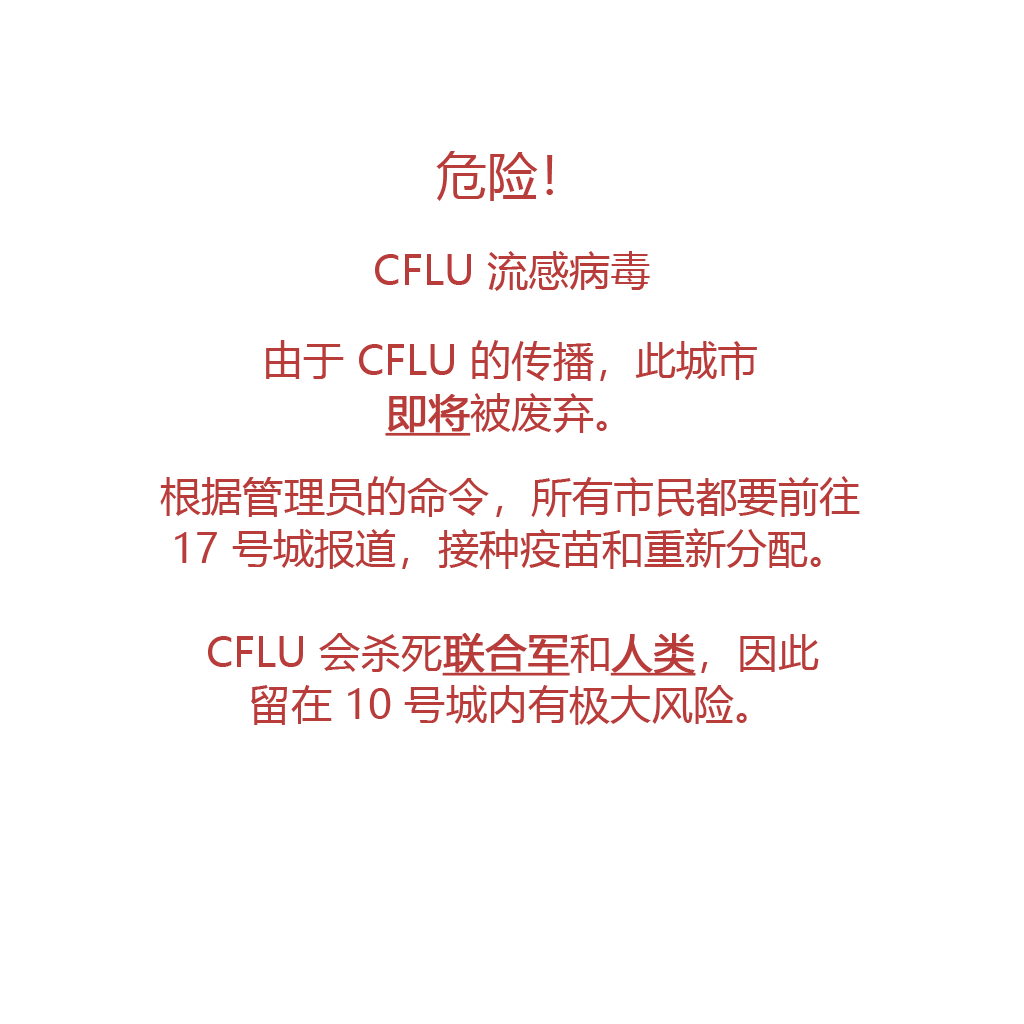 危险！
CFLU 流感病毒
由于 CFLU 的传播，此城市
即将被废弃。
根据管理员的命令，所有市民都要前往
17 号城报道，接种疫苗和重新分配。
CFLU 会杀死联合军和人类，因此
留在 10 号城内有极大风险。